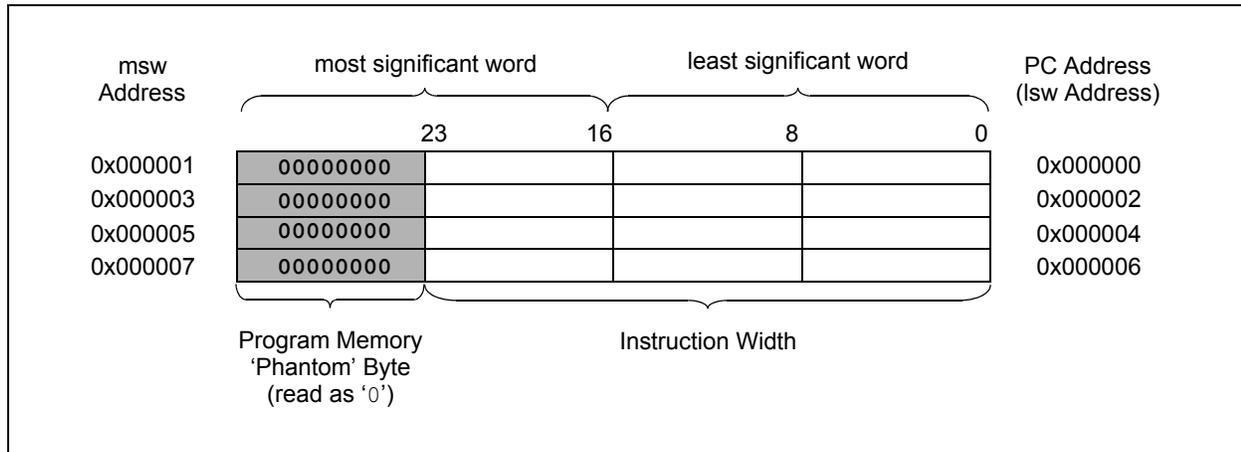 msw
Address
most significant word
least significant word
PC Address
(lsw Address)
23
16
8
0
0x000001
00000000
0x000000
0x000003
00000000
0x000002
0x000005
00000000
0x000004
0x000007
00000000
0x000006
Program Memory
‘Phantom’ Byte
(read as ‘0’)
Instruction Width